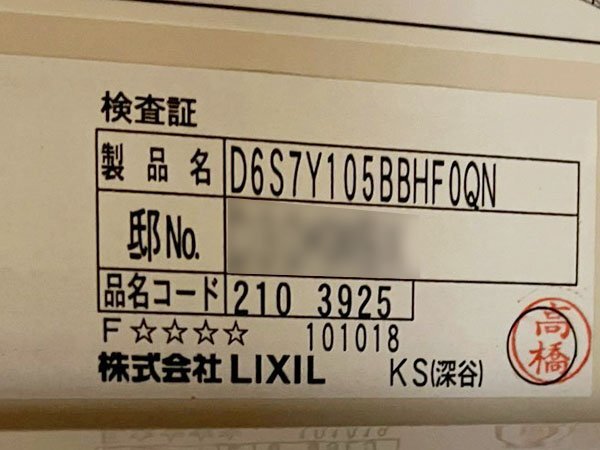 検査証
製品名 D6S7Y105BBHF0QN
邸No.
品名コード 210 3925
F☆☆☆☆ 101018
株式会社LIXIL KS(深谷)
高橋